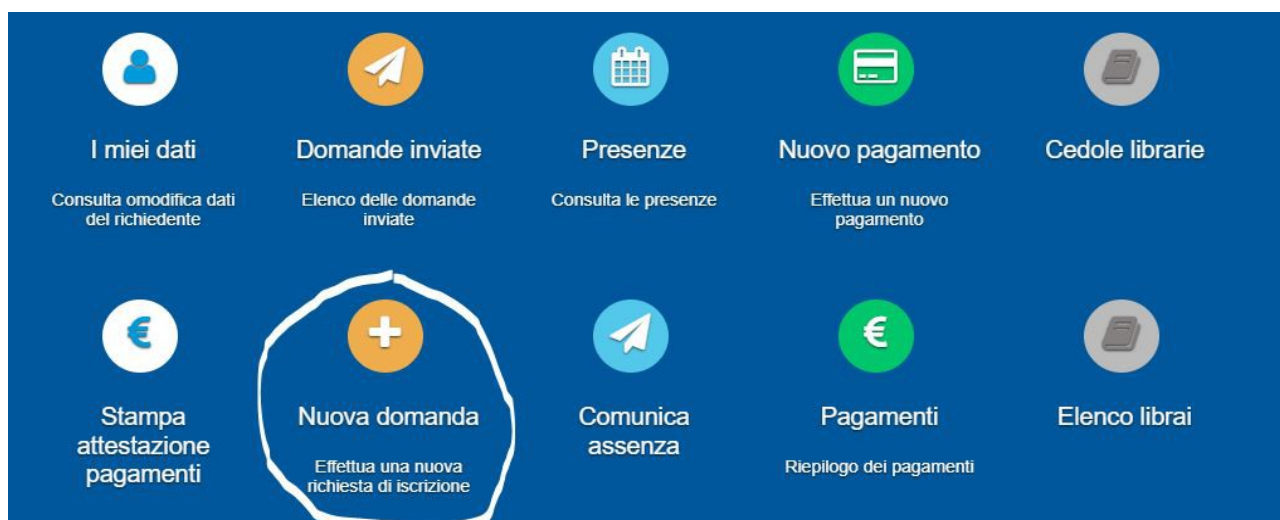 I miei dati
Consulta omodifica dati
del richiedente
Domande inviate
Elenco delle domande
inviate
Presenze
Consulta le presenze
Nuovo pagamento
Effettua un nuovo
pagamento
Cedole librarie
€
Stampa
attestazione
pagamenti
Nuova domanda
Effettua una nuova
richiesta di iscrizione
Comunica
assenza
€
Pagamenti
Riepilogo dei pagamenti
Elenco librai